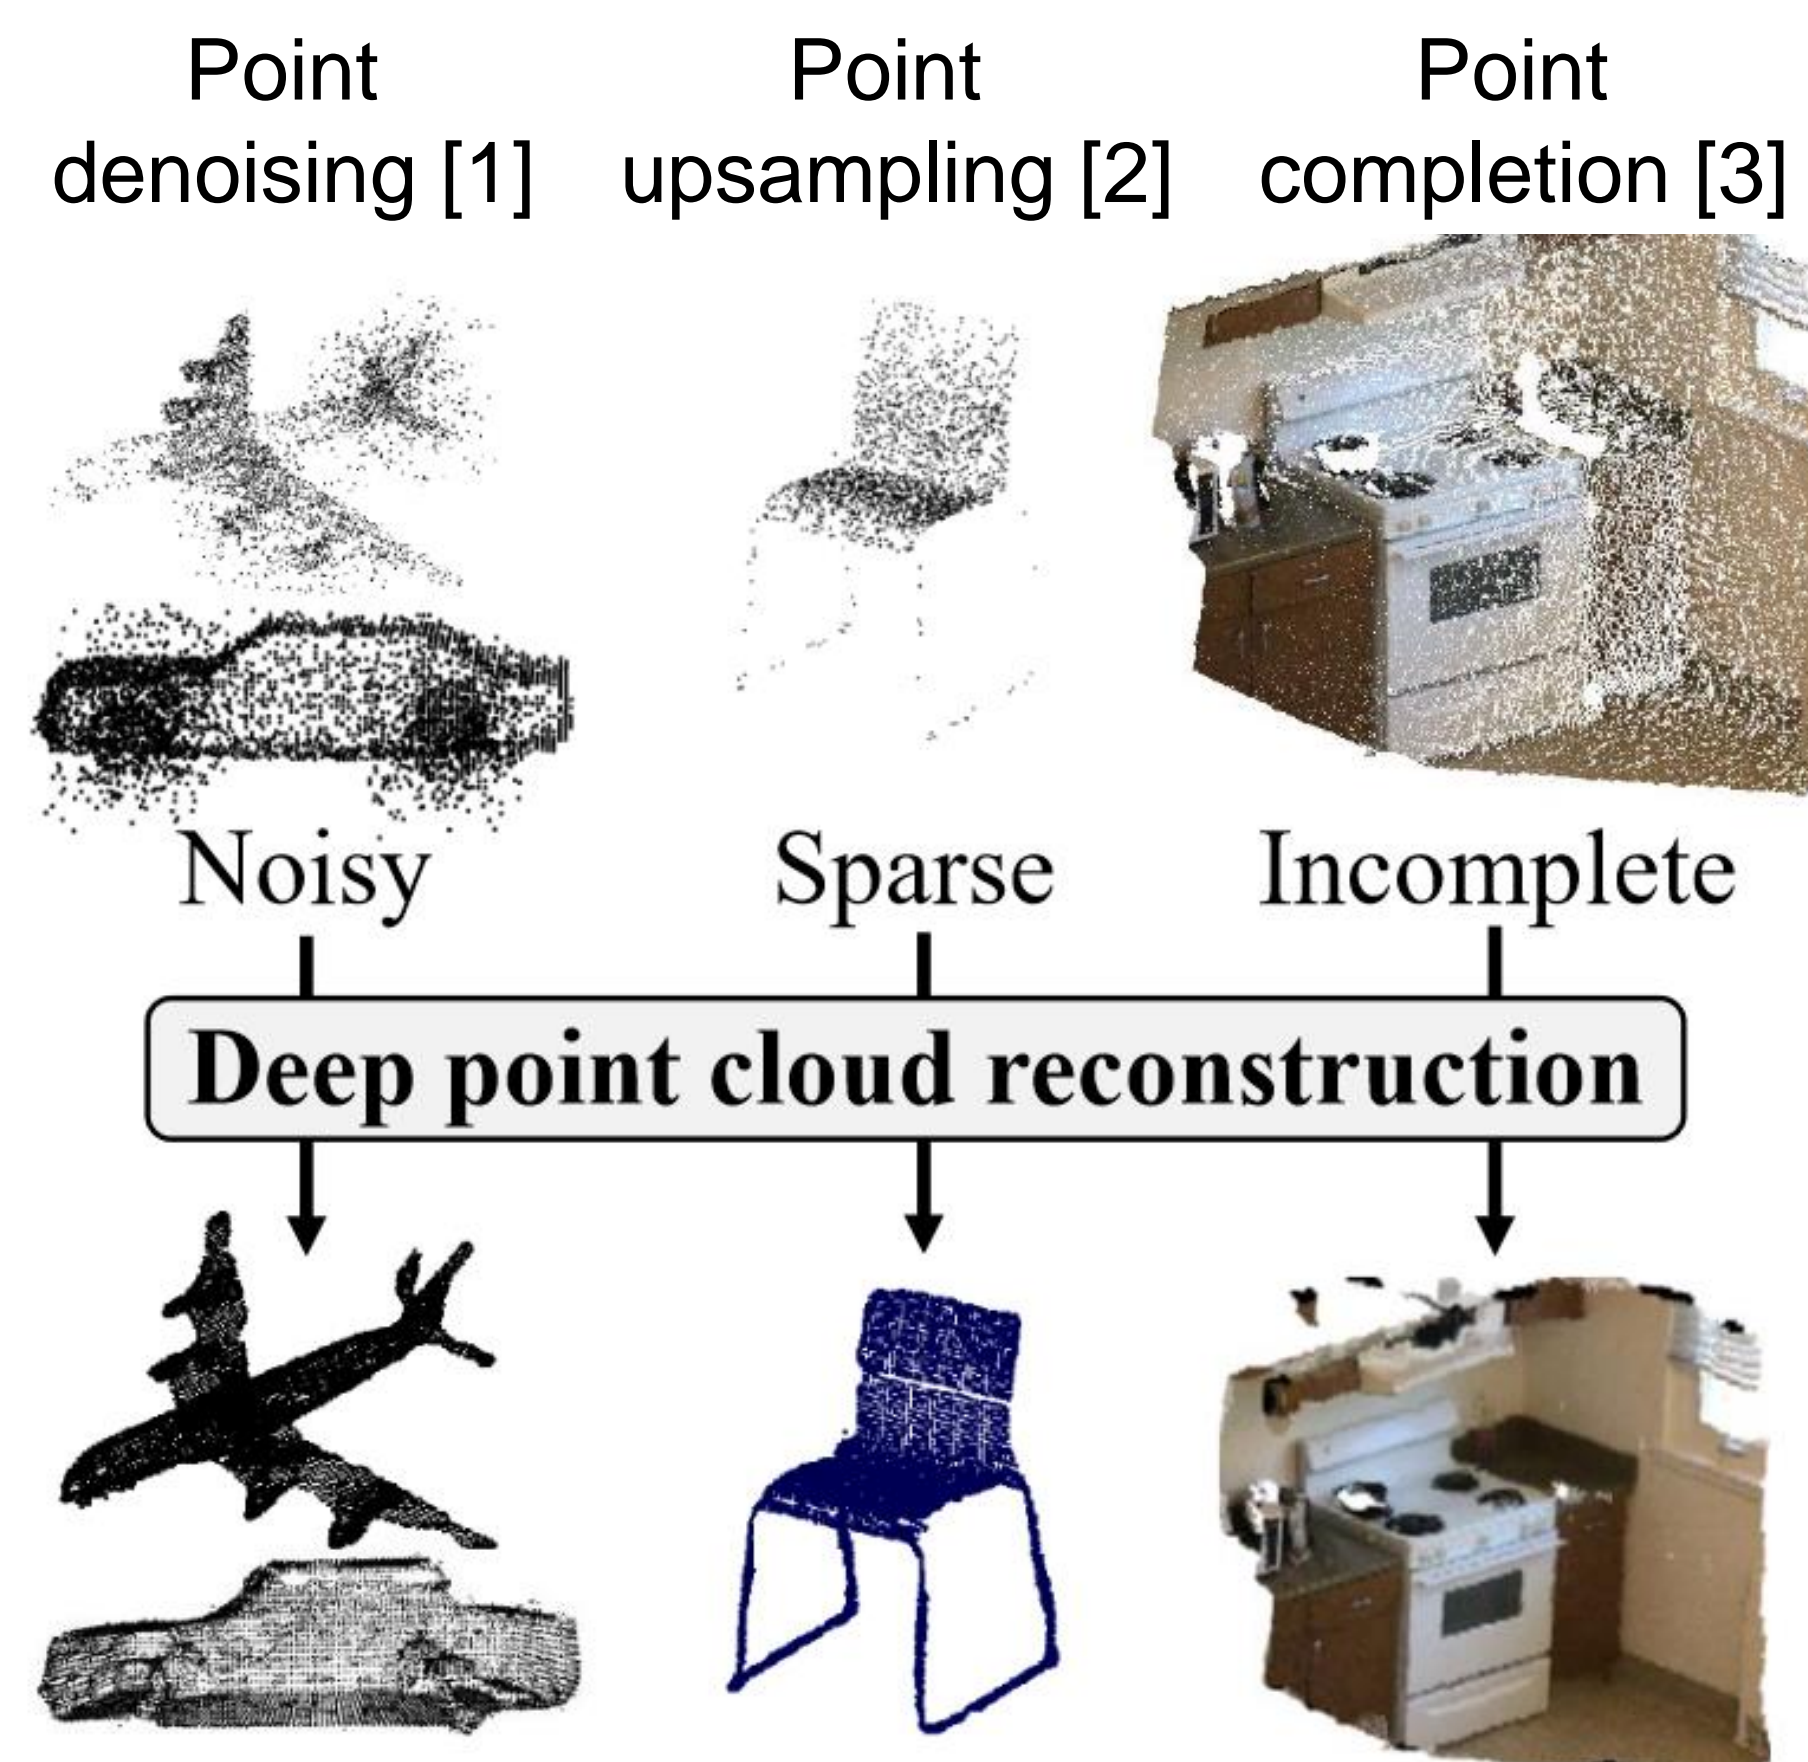 Point
denoising [1]
Point
upsampling [2]
Point
completion [3]
Noisy
Sparse
Incomplete
Deep point cloud reconstruction